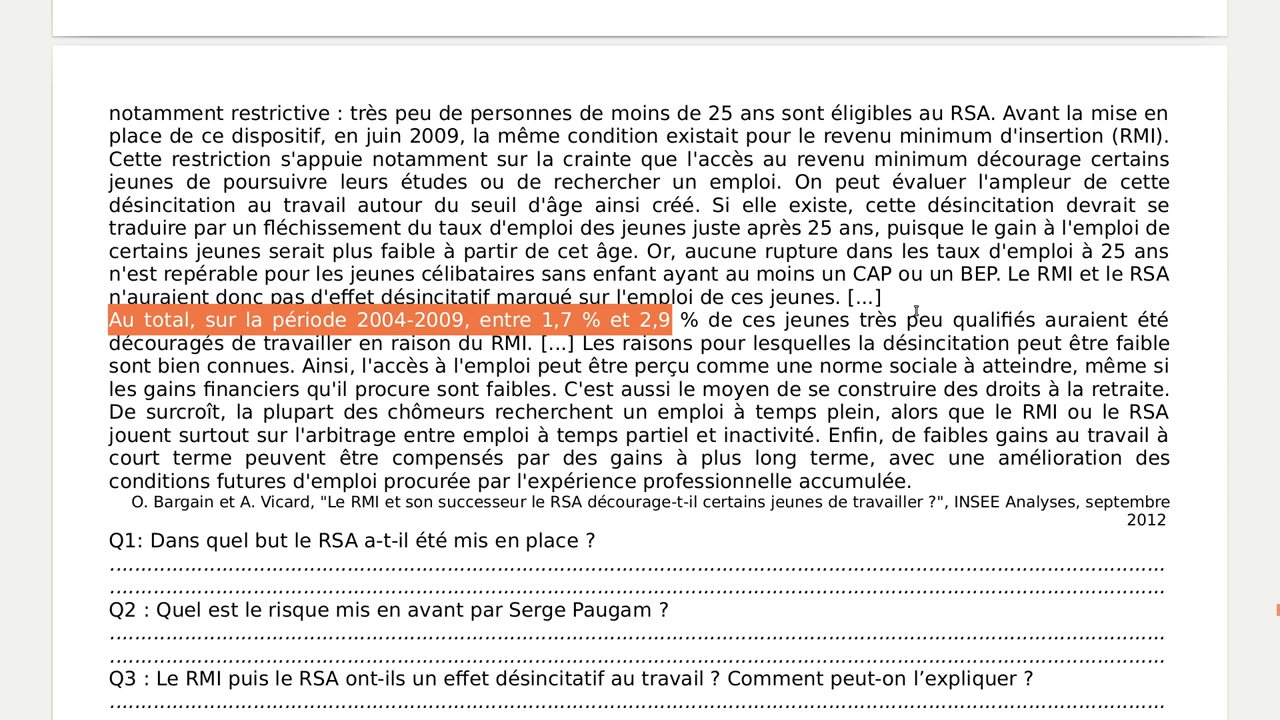 notamment restrictive : très peu de personnes de moins de 25 ans sont éligibles au RSA. Avant la mise en
place de ce dispositif, en juin 2009, la même condition existait pour le revenu minimum d'insertion (RMI).
Cette restriction s'appuie notamment sur la crainte que l'accès au revenu minimum décourage certains
jeunes de poursuivre leurs études ou de rechercher un emploi. On peut évaluer l'ampleur de cette
désincitation au travail autour du seuil d'âge ainsi créé. Si elle existe, cette désincitation devrait se
traduire par un fléchissement du taux d'emploi des jeunes juste après 25 ans, puisque le gain à l'emploi de
certains jeunes serait plus faible à partir de cet âge. Or, aucune rupture dans les taux d'emploi à 25 ans
n'est repérable pour les jeunes célibataires sans enfant ayant au moins un CAP ou un BEP. Le RMI et le RSA
n'auraient donc pas d'effet désincitatif marqué sur l'emploi de ces jeunes. [...]
Au total, sur la période 2004-2009, entre 1,7 % et 2,9 % de ces jeunes très peu qualifiés auraient été
découragés de travailler en raison du RMI. [...] Les raisons pour lesquelles la désincitation peut être faible
sont bien connues. Ainsi, l'accès à l'emploi peut être perçu comme une norme sociale à atteindre, même si
les gains financiers qu'il procure sont faibles. C'est aussi le moyen de se construire des droits à la retraite.
De surcroît, la plupart des chômeurs recherchent un emploi à temps plein, alors que le RMI ou le RSA
jouent surtout sur l'arbitrage entre emploi à temps partiel et inactivité. Enfin, de faibles gains au travail à
court terme peuvent être compensés par des gains à plus long terme, avec une amélioration des
conditions futures d'emploi procurée par l'expérience professionnelle accumulée.
O. Bargain et A. Vicard, "Le RMI et son successeur le RSA décourage-t-il certains jeunes de travailler ?", INSEE Analyses, septembre
2012
Q1: Dans quel but le RSA a-t-il été mis en place ?
Q2 : Quel est le risque mis en avant par Serge Paugam ?
Q3 : Le RMI puis le RSA ont-ils un effet désincitatif au travail ? Comment peut-on l’expliquer ?